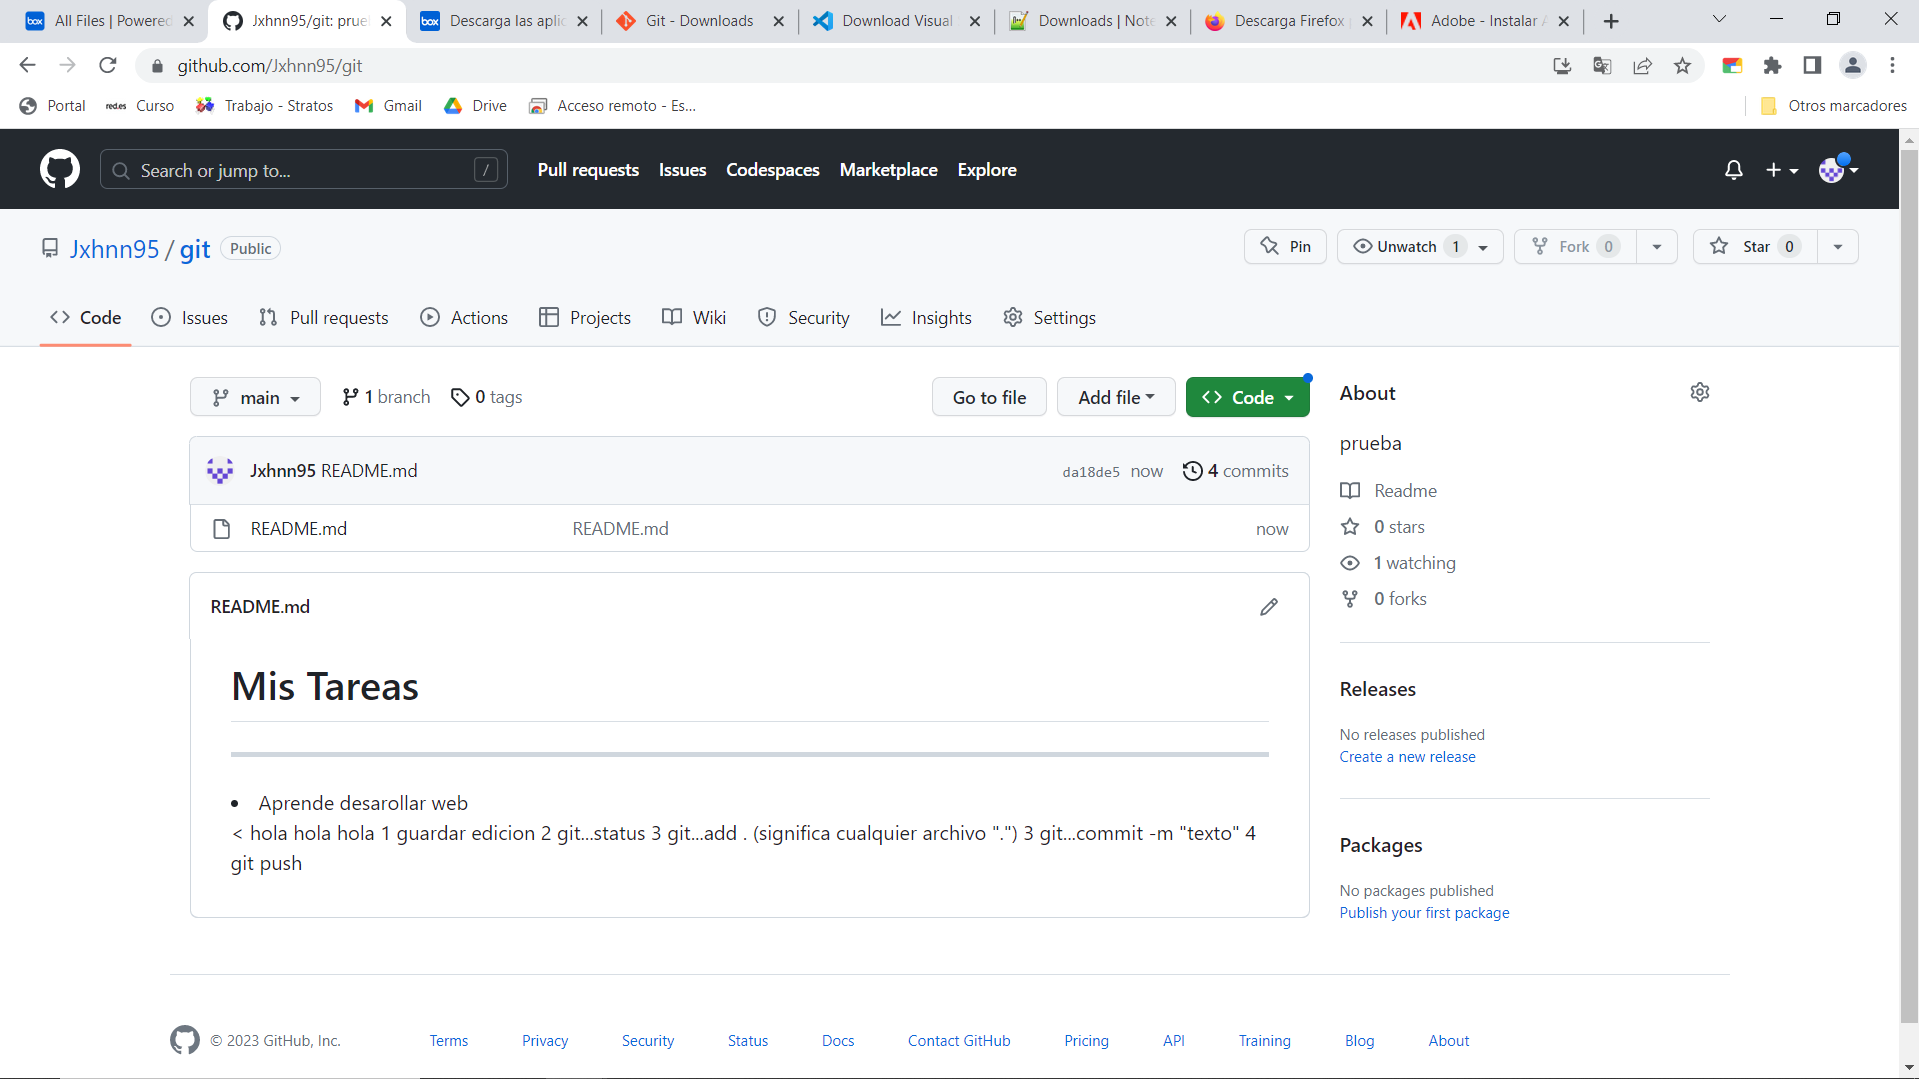 All Files | Powered
Jxhnn95/git: prue
Descarga las aplic
Git - Downloads
Download Visual
Downloads | Note
Descarga Firefox
Adobe - Instalar A
github.com/Jxhnn95/git
Portal
red.es Curso
Trabajo - Stratos
Gmail
Drive
Acceso remoto - Es...
Otros marcadores
Search or jump to... /
Pull requests
Issues
Codespaces
Marketplace
Explore
Jxhnn95 / git Public
Pin
Unwatch 1
Fork 0
Star 0
Code
Issues
Pull requests
Actions
Projects
Wiki
Security
Insights
Settings
main
1 branch
0 tags
Go to file
Add file
Code
Jxhnn95 README.md
da18de5 now
4 commits
README.md
README.md
now
README.md
Mis Tareas
• Aprende desarollar web
< hola hola hola 1 guardar edicion 2 git...status 3 git...add . (significa cualquier archivo ".") 3 git...commit -m "texto" 4
git push
About
prueba
Readme
0 stars
1 watching
0 forks
Releases
No releases published
Create a new release
Packages
No packages published
Publish your first package
© 2023 GitHub, Inc.
Terms
Privacy
Security
Status
Docs
Contact GitHub
Pricing
API
Training
Blog
About